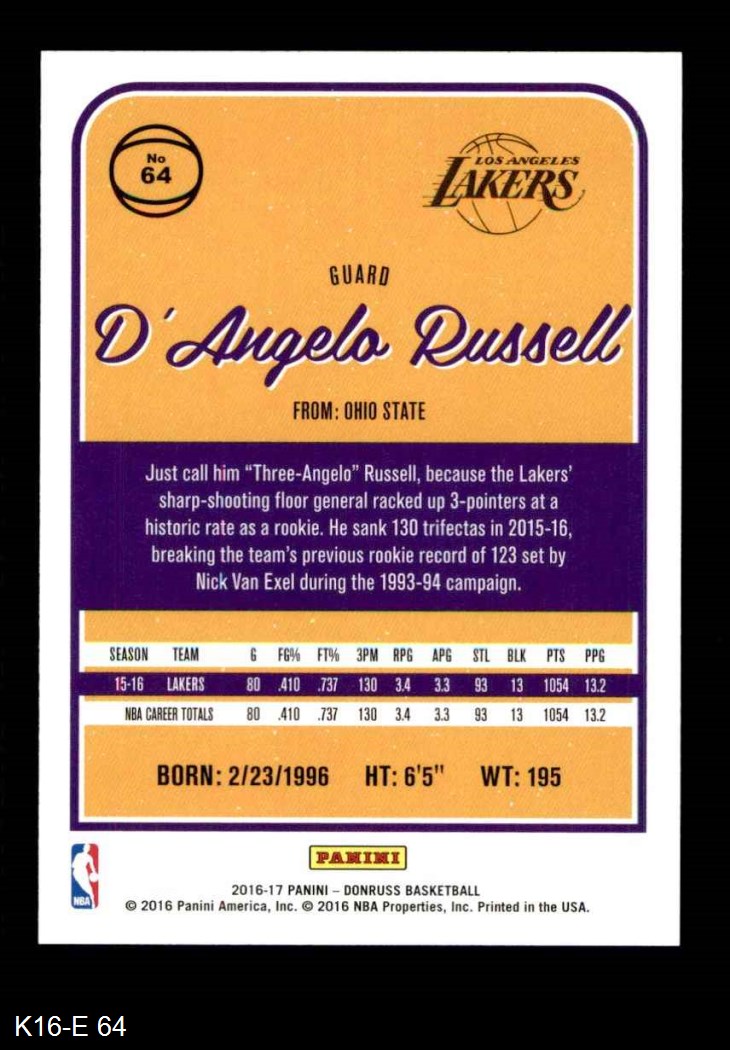 No
64
LOS ANGELES
LAKERS
GUARD
D'Angelo Russell
FROM: OHIO STATE
Just call him “Three-Angelo” Russell, because the Lakers’
sharp-shooting floor general racked up 3-pointers at a
historic rate as a rookie. He sank 130 trifectas in 2015-16,
breaking the team’s previous rookie record of 123 set by
Nick Van Exel during the 1993-94 campaign.
SEASON TEAM G FG% FT% 3PM RPG APG STL BLK PTS PPG
15-16 LAKERS 80 .410 .737 130 3.4 3.3 93 13 1054 13.2
NBA CAREER TOTALS 80 .410 .737 130 3.4 3.3 93 13 1054 13.2
BORN: 2/23/1996 HT: 6'5" WT: 195
PANINI
NBA
2016-17 PANINI – DONRUSS BASKETBALL
© 2016 Panini America, Inc. © 2016 NBA Properties, Inc. Printed in the USA.
K16-E 64